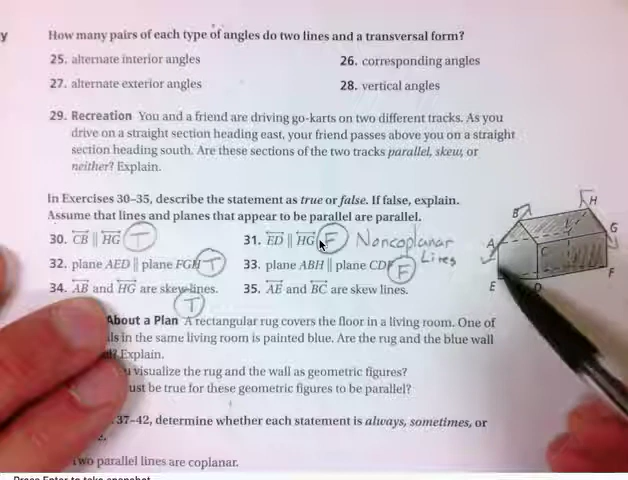 y
How many pairs of each type of angles do two lines and a transversal form?
25. alternate interior angles
26. corresponding angles
27. alternate exterior angles
28. vertical angles
29. Recreation You and a friend are driving go-karts on two different tracks. As you
drive on a straight section heading east, your friend passes above you on a straight
section heading south. Are these sections of the two tracks parallel, skew, or
neither? Explain.
In Exercises 30–35, describe the statement as true or false. If false, explain.
Assume that lines and planes that appear to be parallel are parallel.
30. CB ∥ HG T
31. ED ∥ HG F Noncoplanar
Lines
32. plane AED ∥ plane FGH T
33. plane ABH ∥ plane CDF F
34. AB and HG are skew lines.
T
35. AE and BC are skew lines.
B
H
A
G
C
E
D
F
About a Plan A rectangular rug covers the floor in a living room. One of
in the same living room is painted blue. Are the rug and the blue wall
Explain.
visualize the rug and the wall as geometric figures?
ust be true for these geometric figures to be parallel?
37–42, determine whether each statement is always, sometimes, or
wo parallel lines are coplanar.